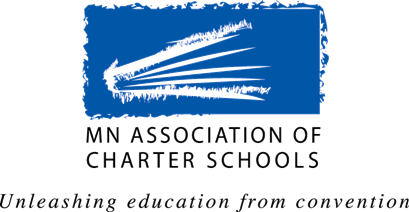 MN ASSOCIATION OF
CHARTER SCHOOLS
Unleashing education from convention